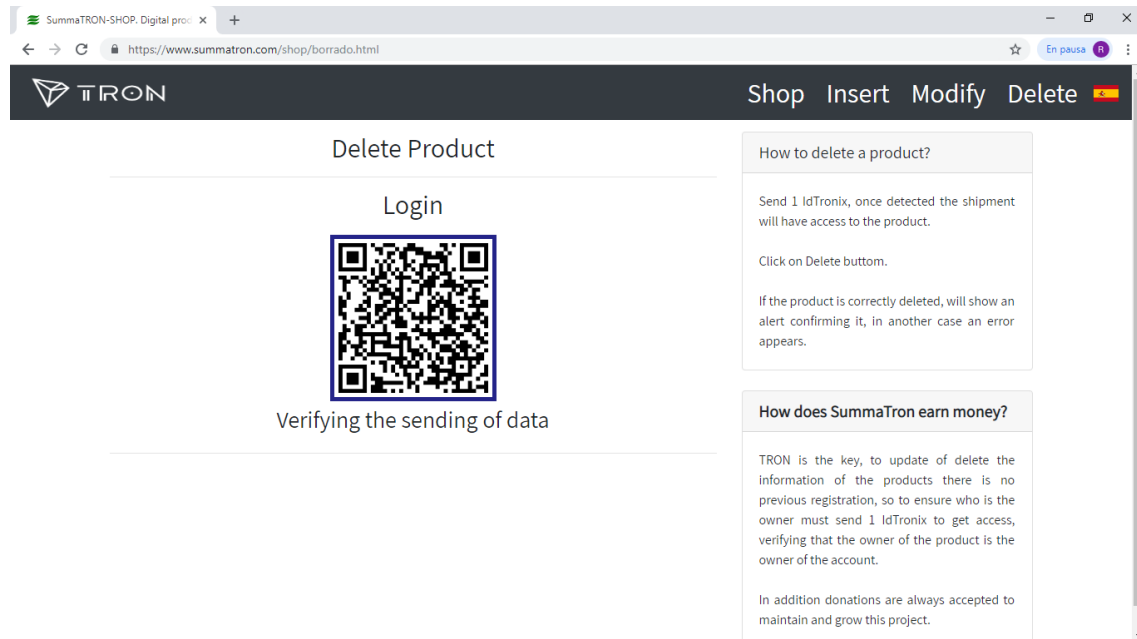 SummaTRON-SHOP. Digital prod
https://www.summatron.com/shop/borrado.html
En pausa
R
TRON
Shop Insert Modify Delete
Delete Product
Login
Verifying the sending of data
How to delete a product?
Send 1 IdTronix, once detected the shipment
will have access to the product.
Click on Delete buttom.
If the product is correctly deleted, will show an
alert confirming it, in another case an error
appears.
How does SummaTron earn money?
TRON is the key, to update of delete the
information of the products there is no
previous registration, so to ensure who is the
owner must send 1 IdTronix to get access,
verifying that the owner of the product is the
owner of the account.
In addition donations are always accepted to
maintain and grow this project.